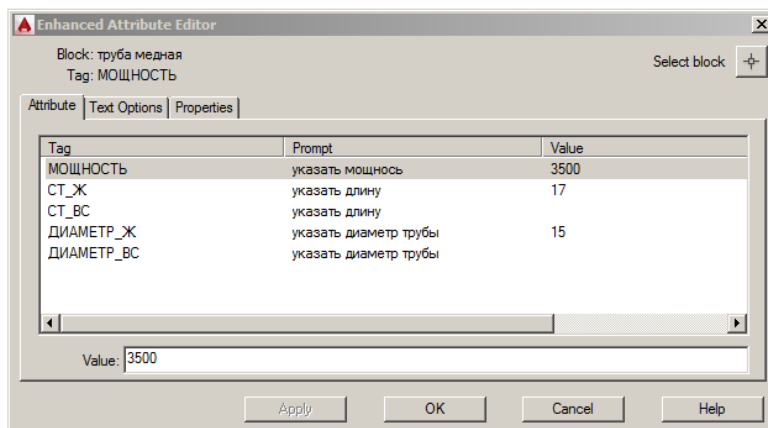 Enhanced Attribute Editor
Block: труба медная
Tag: МОЩНОСТЬ
Select block
Attribute Text Options Properties
Tag Prompt Value
МОЩНОСТЬ указать мощнось 3500
СТ_Ж указать длину 17
СТ_ВС указать длину
ДИАМЕТР_Ж указать диаметр трубы 15
ДИАМЕТР_ВС указать диаметр трубы
Value: 3500
Apply OK Cancel Help